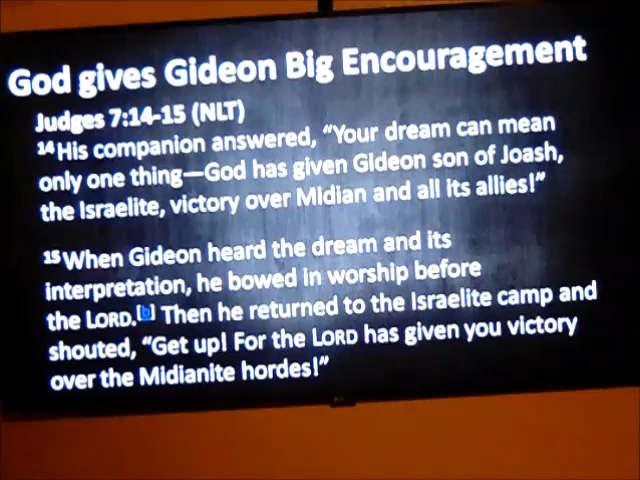 God gives Gideon Big Encouragement
Judges 7:14-15 (NLT)
14 His companion answered, “Your dream can mean
only one thing—God has given Gideon son of Joash,
the Israelite, victory over Midian and all its allies!”
15 When Gideon heard the dream and its
interpretation, he bowed in worship before
the LORD.[b] Then he returned to the Israelite camp and
shouted, “Get up! For the LORD has given you victory
over the Midianite hordes!”